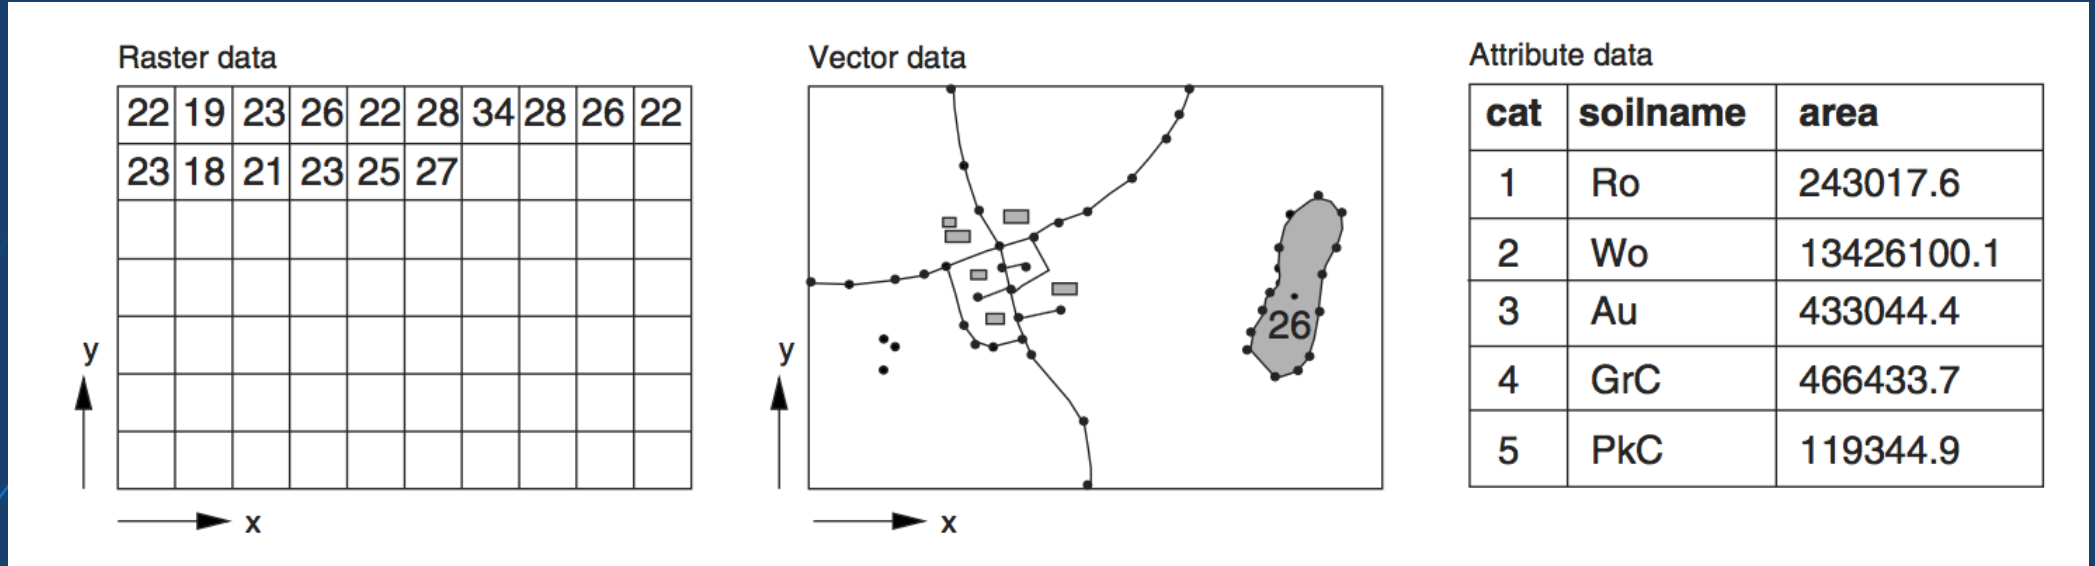 Raster data
22 19 23 26 22 28 34 28 26 22
23 18 21 23 25 27
y
x
Vector data
26
y
x
Attribute data
cat soilname area
1 Ro 243017.6
2 Wo 13426100.1
3 Au 433044.4
4 GrC 466433.7
5 PkC 119344.9